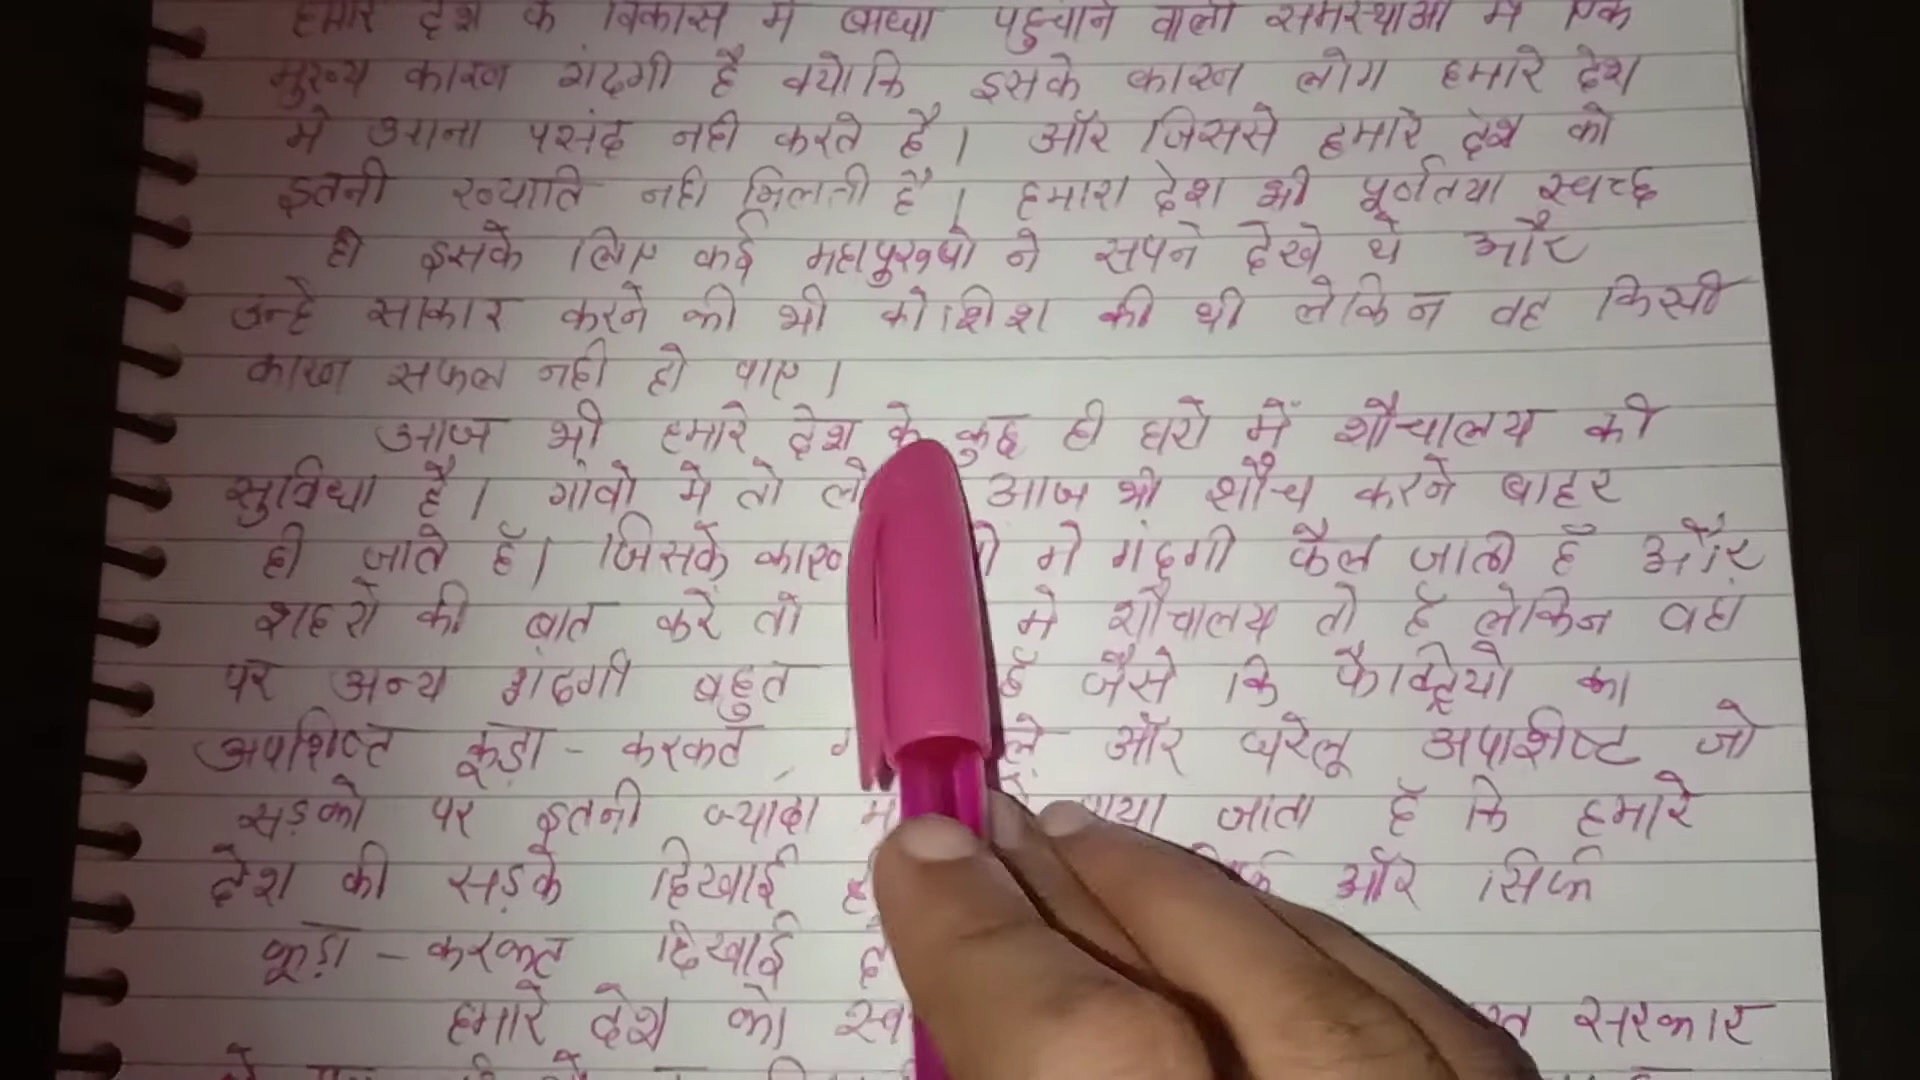 हमारे देश के विकास मे बाध्धा पहुचाने वाली समस्याओ मे एक
मुख्य कारण गंदगी है क्योकि इसके कारण लोग हमारे देश
मे आना पसंद नही करते है। और जिससे हमारे देश को
इतनी ख्याति नही मिलती है। हमारा देश भी पूर्णतया स्वच्छ
हो इसके लिए कई महापुरुषो ने सपने देखे थे और
उन्हे साकार करने की भी कोशिश की थी लेकिन वह किसी
कारण सफल नही हो पाए।
आज भी हमारे देश के कुछ ही घरो में शौचालय की
सुविधा है। गांवो मे तो आज भी शौच करने बाहर
ही जाते है। जिसके कारण मे गंदगी फैल जाती है और
शहरो की बात करें तो मे शौचालय तो है लेकिन वहां
पर अन्य गंदगी बहुत है जैसे कि फैक्ट्रियो का
अपशिष्ट कूड़ा - करकट, और घरेलू अपशिष्ट जो
सड़को पर इतनी ज्यादा जाता है कि हमारे
देश की सड़के दिखाई और सिर्फ
कूड़ा - करकट दिखाई
हमारे देश को सरकार